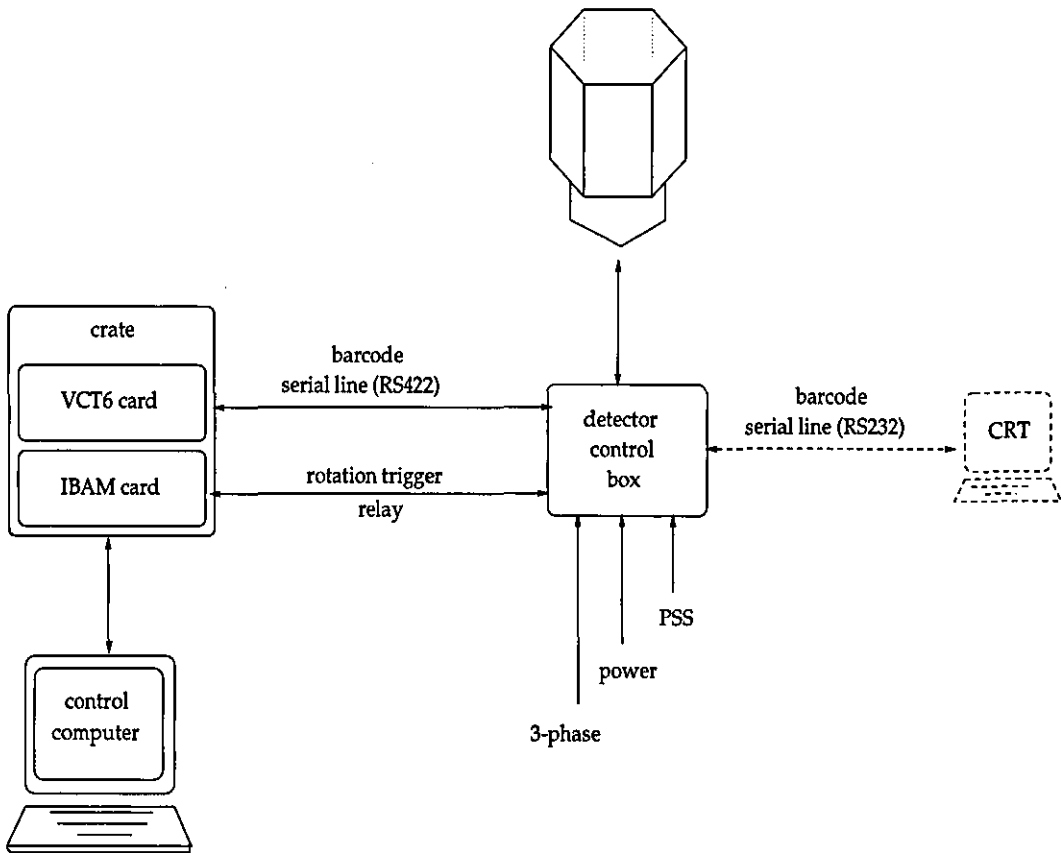 crate
VCT6 card
IBAM card
control
computer
barcode
serial line (RS422)
rotation trigger
relay
detector
control
box
barcode
serial line (RS232)
CRT
PSS
power
3-phase